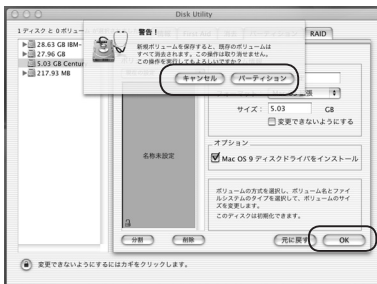 Disk Utility
1ディスクと0ボリュー
28.63 GB IBM-
27.96 GB
5.03 GB Centur
217.93 MB
警告！
新規ボリュームを保存すると、既存のボリュームは
すべて消去されます。この操作は取り消せません。
この操作を実行してもよろしいですか？
キャンセル
パーティション
RAID
張
サイズ：
5.03
GB
変更できないようにする
オプション
Mac OS 9 ディスクドライバをインストール
名称未設定
ボリュームの方式を選択し、ボリューム名とファイ
ルシステムのタイプを選択して、ボリュームのサイ
ズを変更します。
このディスクは初期化できます。
分割
削除
元に戻す
OK
変更できないようにするにはカギをクリックします。